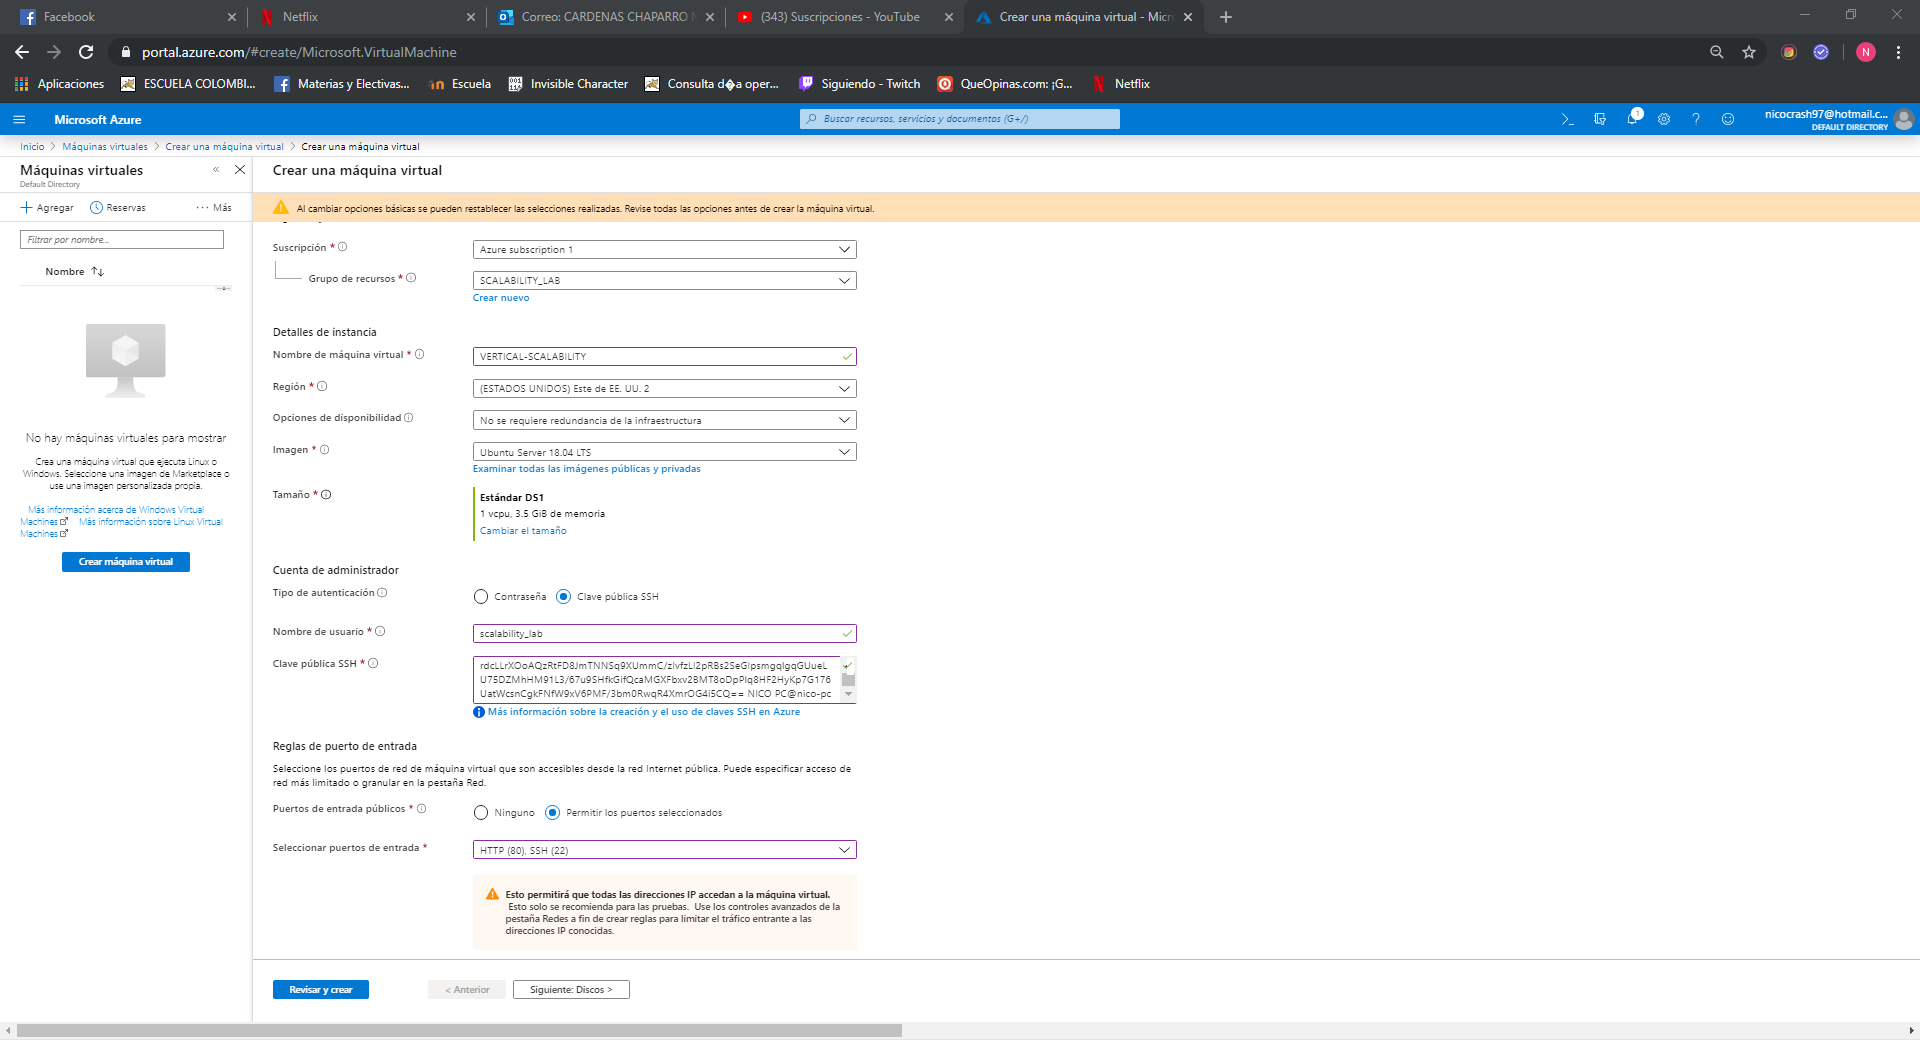 Facebook
Netflix
Correo: CARDENAS CHAPARRO N
(343) Suscripciones - YouTube
Crear una máquina virtual - Micr
portal.azure.com/#create/Microsoft.VirtualMachine
N
Aplicaciones
ESCUELA COLOMBI...
Materias y Electivas...
Escuela
Invisible Character
Consulta d�a oper...
Siguiendo - Twitch
QueOpinas.com: ¡G...
Netflix
Microsoft Azure
Buscar recursos, servicios y documentos (G+/)
1
nicocrash97@hotmail.c...
DEFAULT DIRECTORY
Inicio > Máquinas virtuales > Crear una máquina virtual > Crear una máquina virtual
Máquinas virtuales
Default Directory
Agregar
Reservas
··· Más
Filtrar por nombre...
Nombre ↑↓
No hay máquinas virtuales para mostrar
Crea una máquina virtual que ejecuta Linux o
Windows. Seleccione una imagen de Marketplace o
use una imagen personalizada propia.
Más información acerca de Windows Virtual
Machines Más información sobre Linux Virtual
Machines
Crear máquina virtual
Crear una máquina virtual
Al cambiar opciones básicas se pueden restablecer las selecciones realizadas. Revise todas las opciones antes de crear la máquina virtual.
Suscripción *
Azure subscription 1
Grupo de recursos *
SCALABILITY_LAB
Crear nuevo
Detalles de instancia
Nombre de máquina virtual *
VERTICAL-SCALABILITY
Región *
(ESTADOS UNIDOS) Este de EE. UU. 2
Opciones de disponibilidad
No se requiere redundancia de la infraestructura
Imagen *
Ubuntu Server 18.04 LTS
Examinar todas las imágenes públicas y privadas
Tamaño *
Estándar DS1
1 vcpu, 3.5 GiB de memoria
Cambiar el tamaño
Cuenta de administrador
Tipo de autenticación
Contraseña
Clave pública SSH
Nombre de usuario *
scalability_lab
Clave pública SSH *
NICO PC@nico-pc
Más información sobre la creación y el uso de claves SSH en Azure
Reglas de puerto de entrada
Seleccione los puertos de red de máquina virtual que son accesibles desde la red Internet pública. Puede especificar acceso de
red más limitado o granular en la pestaña Red.
Puertos de entrada públicos *
Ninguno
Permitir los puertos seleccionados
Seleccionar puertos de entrada *
HTTP (80), SSH (22)
Esto permitirá que todas las direcciones IP accedan a la máquina virtual.
Esto solo se recomienda para las pruebas. Use los controles avanzados de la
pestaña Redes a fin de crear reglas para limitar el tráfico entrante a las
direcciones IP conocidas.
Revisar y crear
< Anterior
Siguiente: Discos >